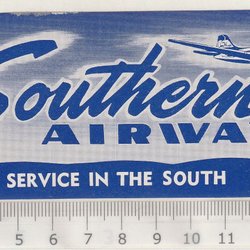 Southern
AIRWA
SERVICE IN THE SOUTH
5 6 7 8 9 10 11